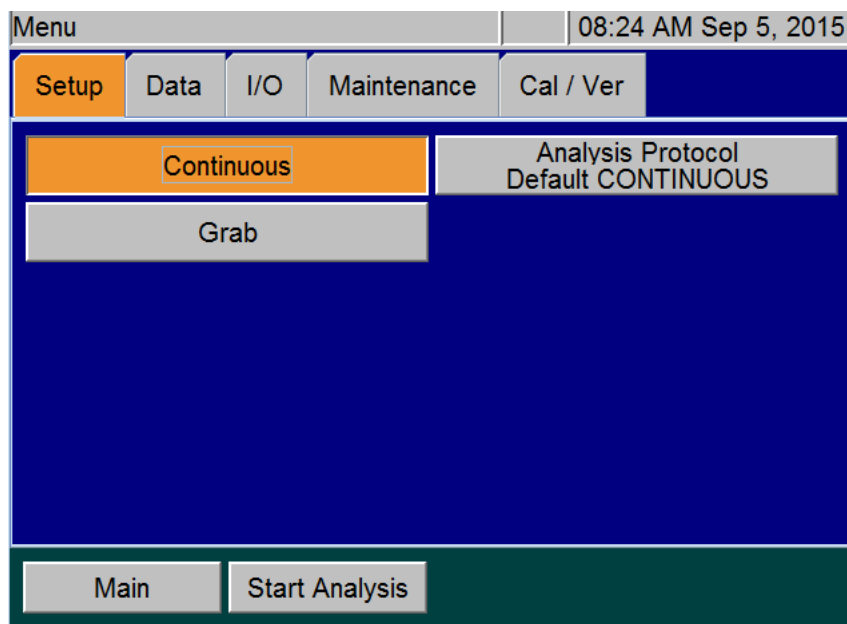 Menu 08:24 AM Sep 5, 2015
Setup Data I/O Maintenance Cal / Ver
Continuous
Analysis Protocol
Default CONTINUOUS
Grab
Main Start Analysis